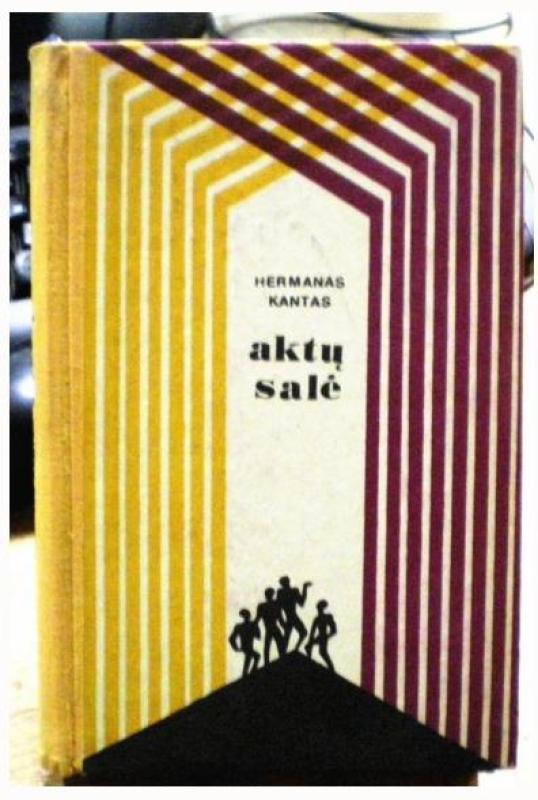 HERMANAS
KANTAS
aktų
salė